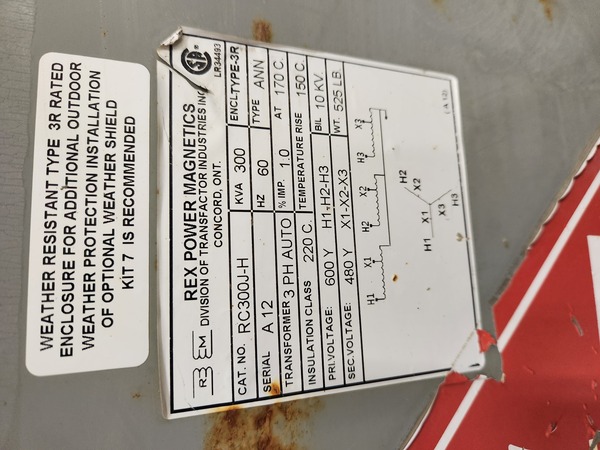 WEATHER RESISTANT TYPE 3R RATED
ENCLOSURE FOR ADDITIONAL OUTDOOR
WEATHER PROTECTION INSTALLATION
OF OPTIONAL WEATHER SHIELD
KIT 7 IS RECOMMENDED
REX POWER MAGNETICS
DIVISION OF TRANSFACTOR INDUSTRIES INC.
CONCORD, ONT.
LR34493
CAT. NO. RC300J-H KVA 300 ENCL TYPE-3R
SERIAL A 12 HZ 60 TYPE ANN
TRANSFORMER 3 PH AUTO % IMP. 1.0 AT 170 C.
INSULATION CLASS 220 C. TEMPERATURE RISE 150 C.
PRI.VOLTAGE: 600 Y H1-H2-H3 BIL 10 KV.
SEC.VOLTAGE: 480 Y X1-X2-X3 WT. 525 LB
H1 X1 H2 X2 H3 X3
H2
X2
H1 X1
X3
H3